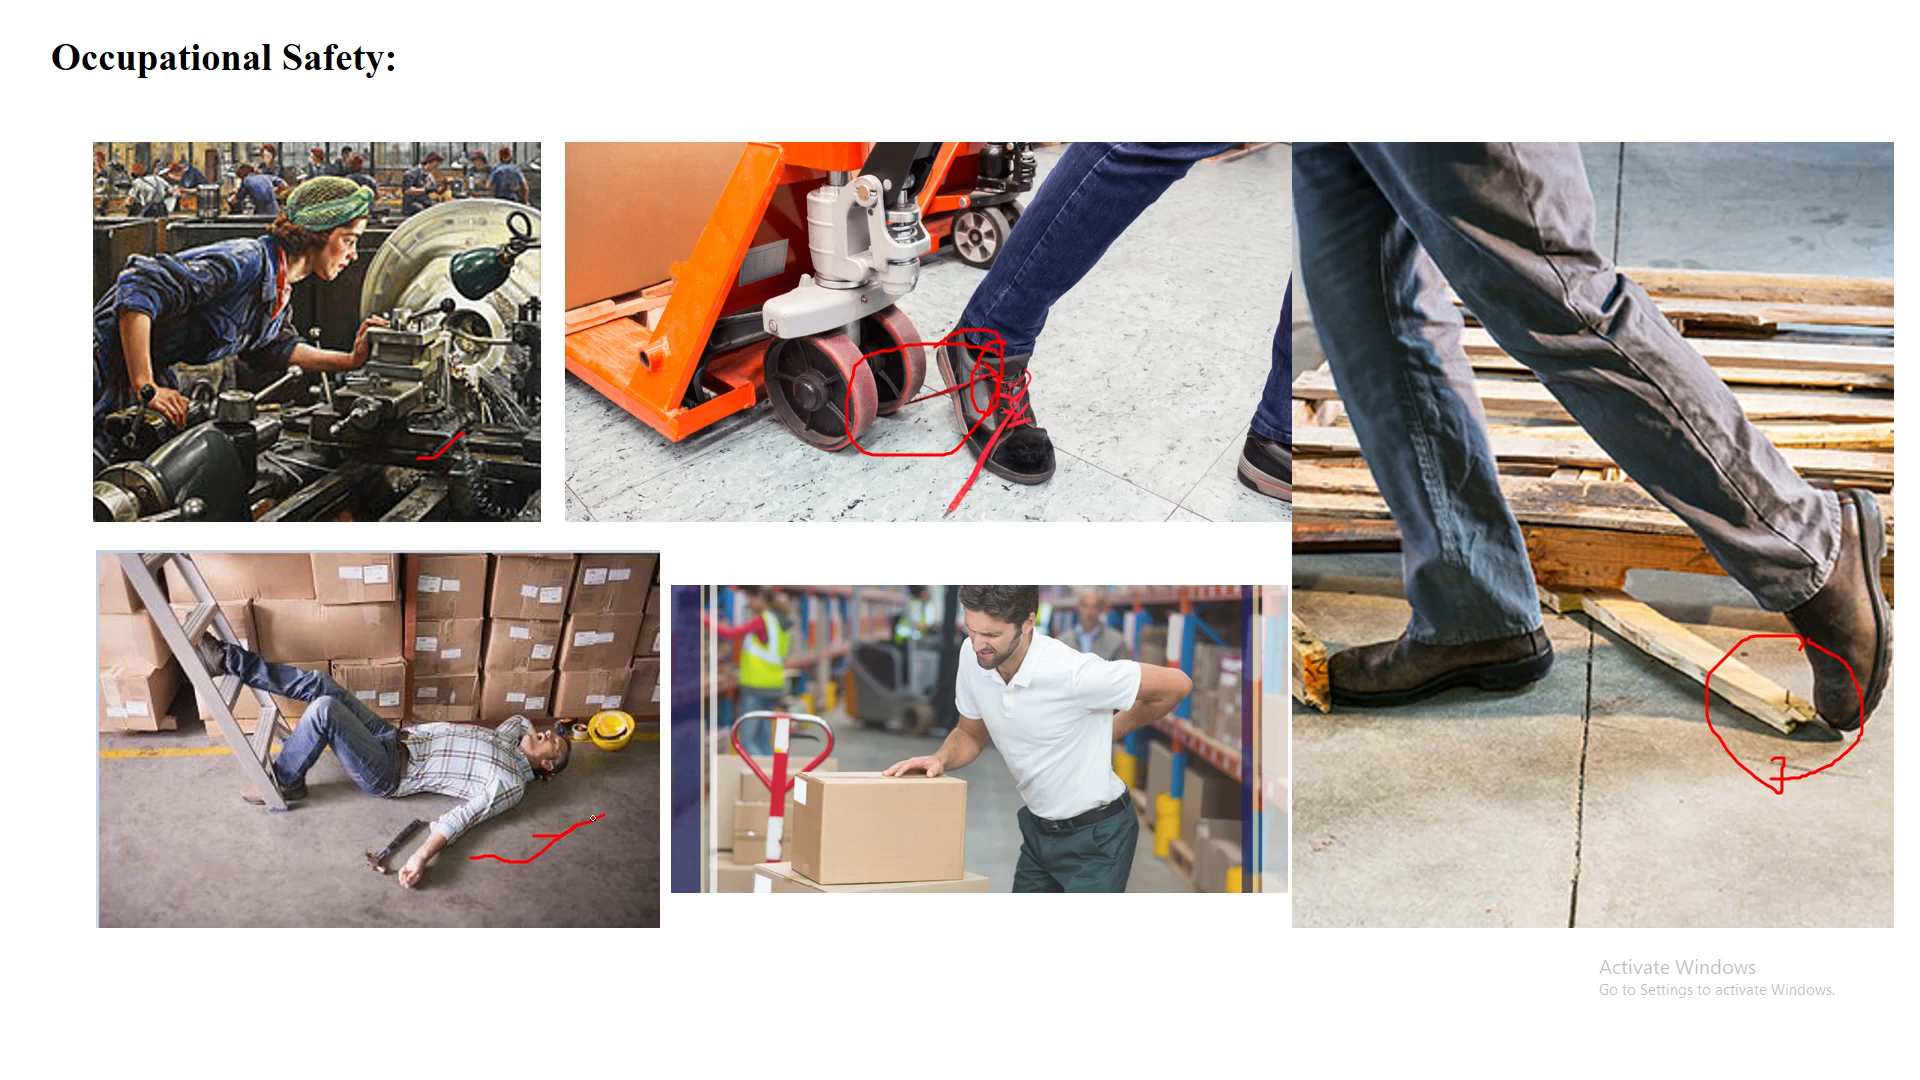 Occupational Safety:
Activate Windows
Go to Settings to activate Windows.